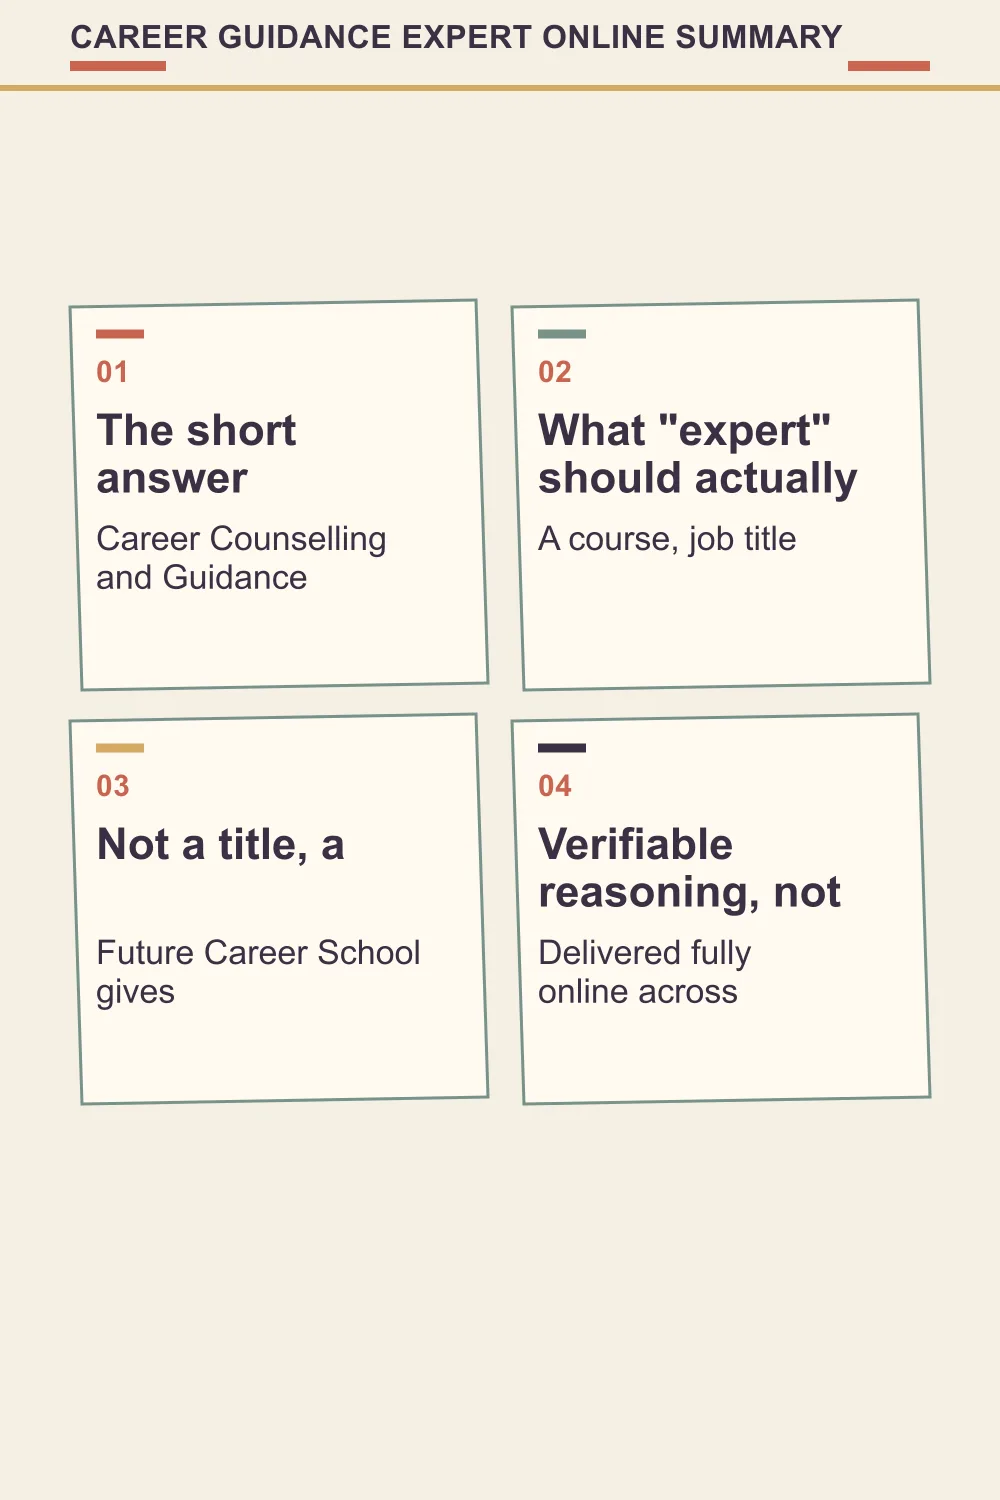 CAREER GUIDANCE EXPERT ONLINE SUMMARY
01
The short
answer
Career Counselling
and Guidance
02
What "expert"
should actually
A course, job title
03
Not a title, a
Future Career School
gives
04
Verifiable
reasoning, not
Delivered fully
online across